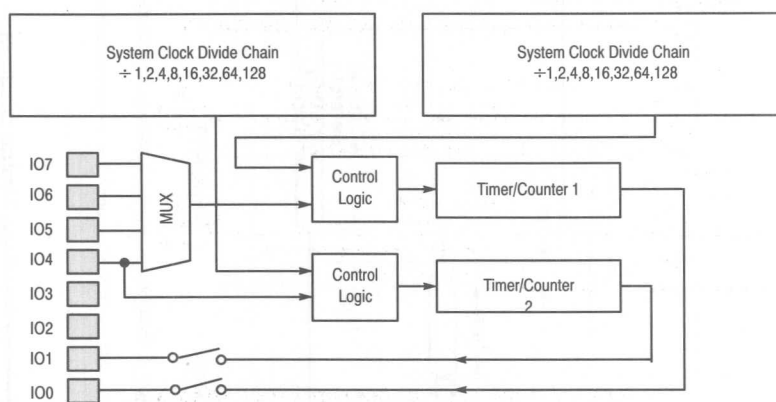 System Clock Divide Chain
÷ 1,2,4,8,16,32,64,128
System Clock Divide Chain
÷1,2,4,8,16,32,64,128
IO7
IO6
IO5
IO4
IO3
IO2
IO1
IO0
MUX
Control
Logic
Timer/Counter 1
Control
Logic
Timer/Counter
2